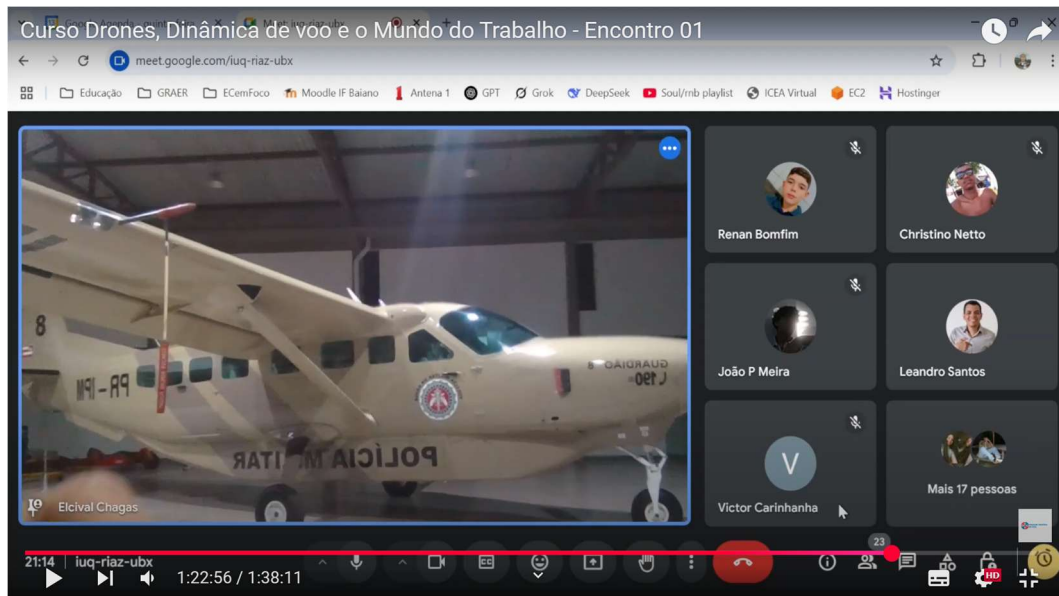 Curso Drones, Dinâmica de voo e o Mundo do Trabalho - Encontro 01
meet.google.com/iuq-riaz-ubx
Educação GRAER ECemFoco Moodle IF Baiano Antena 1 GPT Grok DeepSeek Soul/rnb playlist ICEA Virtual EC2 Hostinger
Renan Bomfim
Christino Netto
8
GUARDIÃO 8
190
PR-IPM
João P Meira
Leandro Santos
POLÍCIA MILITAR
V
Elcival Chagas
Victor Carinhanha
Mais 17 pessoas
23
21:14 iuq-riaz-ubx
CC
1:22:56 / 1:38:11
HD